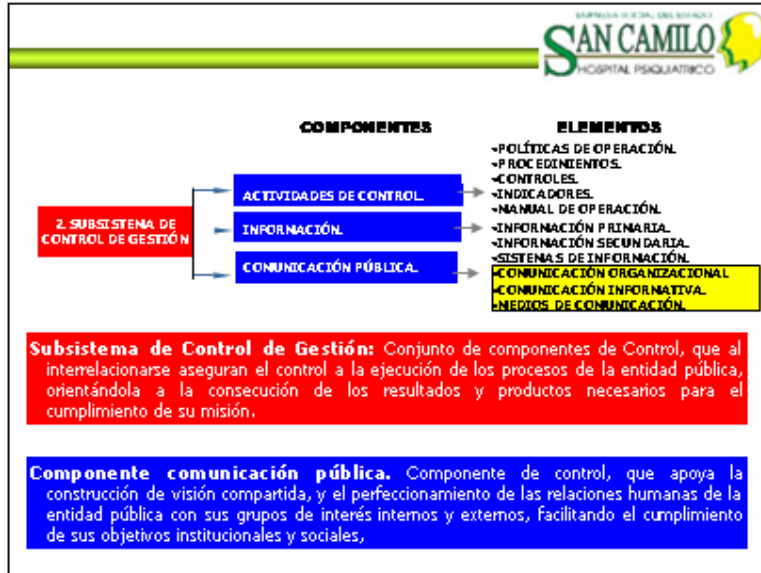 EMPRESA SOCIAL DEL ESTADO
SAN CAMILO
HOSPITAL PSIQUIATRICO
COMPONENTES
ELEMENTOS
2. SUBSISTEMA DE
CONTROL DE GESTIÓN
ACTIVIDADES DE CONTROL.
INFORMACIÓN.
COMUNICACIÓN PÚBLICA.
-POLÍTICAS DE OPERACIÓN.
-PROCEDIMIENTOS.
-CONTROLES.
-INDICADORES.
-MANUAL DE OPERACIÓN.
-INFORMACIÓN PRIMARIA.
-INFORMACIÓN SECUNDARIA.
-SISTEMAS DE INFORMACIÓN.
-COMUNICACIÓN ORGANIZACIONAL
-COMUNICACIÓN INFORMATIVA.
-MEDIOS DE COMUNICACIÓN.
Subsistema de Control de Gestión: Conjunto de componentes de Control, que al
interrelacionarse aseguran el control a la ejecución de los procesos de la entidad pública,
orientándola a la consecución de los resultados y productos necesarios para el
cumplimiento de su misión.
Componente comunicación pública. Componente de control, que apoya la
construcción de visión compartida, y el perfeccionamiento de las relaciones humanas de la
entidad pública con sus grupos de interés internos y externos, facilitando el cumplimiento
de sus objetivos institucionales y sociales,